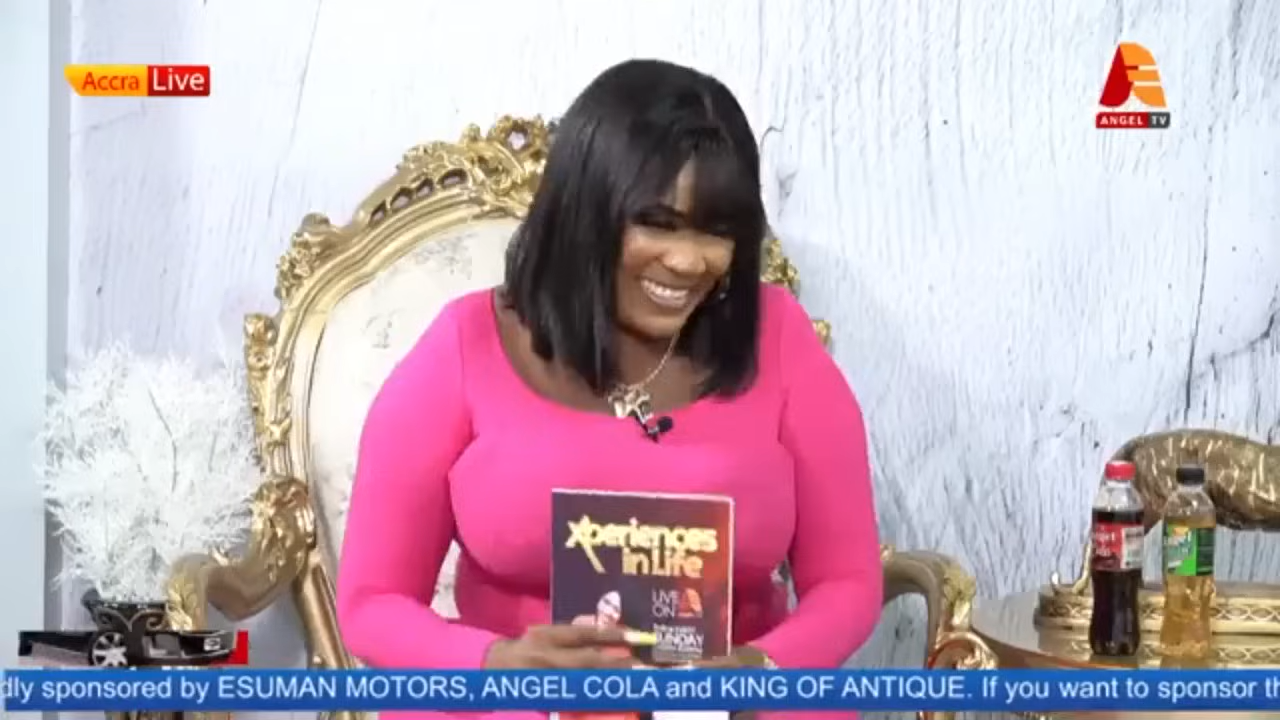 Accra Live
ANGEL TV
xperiences
in Life
LIVE
ON
SUNDAY
dly sponsored by ESUMAN MOTORS, ANGEL COLA and KING OF ANTIQUE. If you want to sponsor th